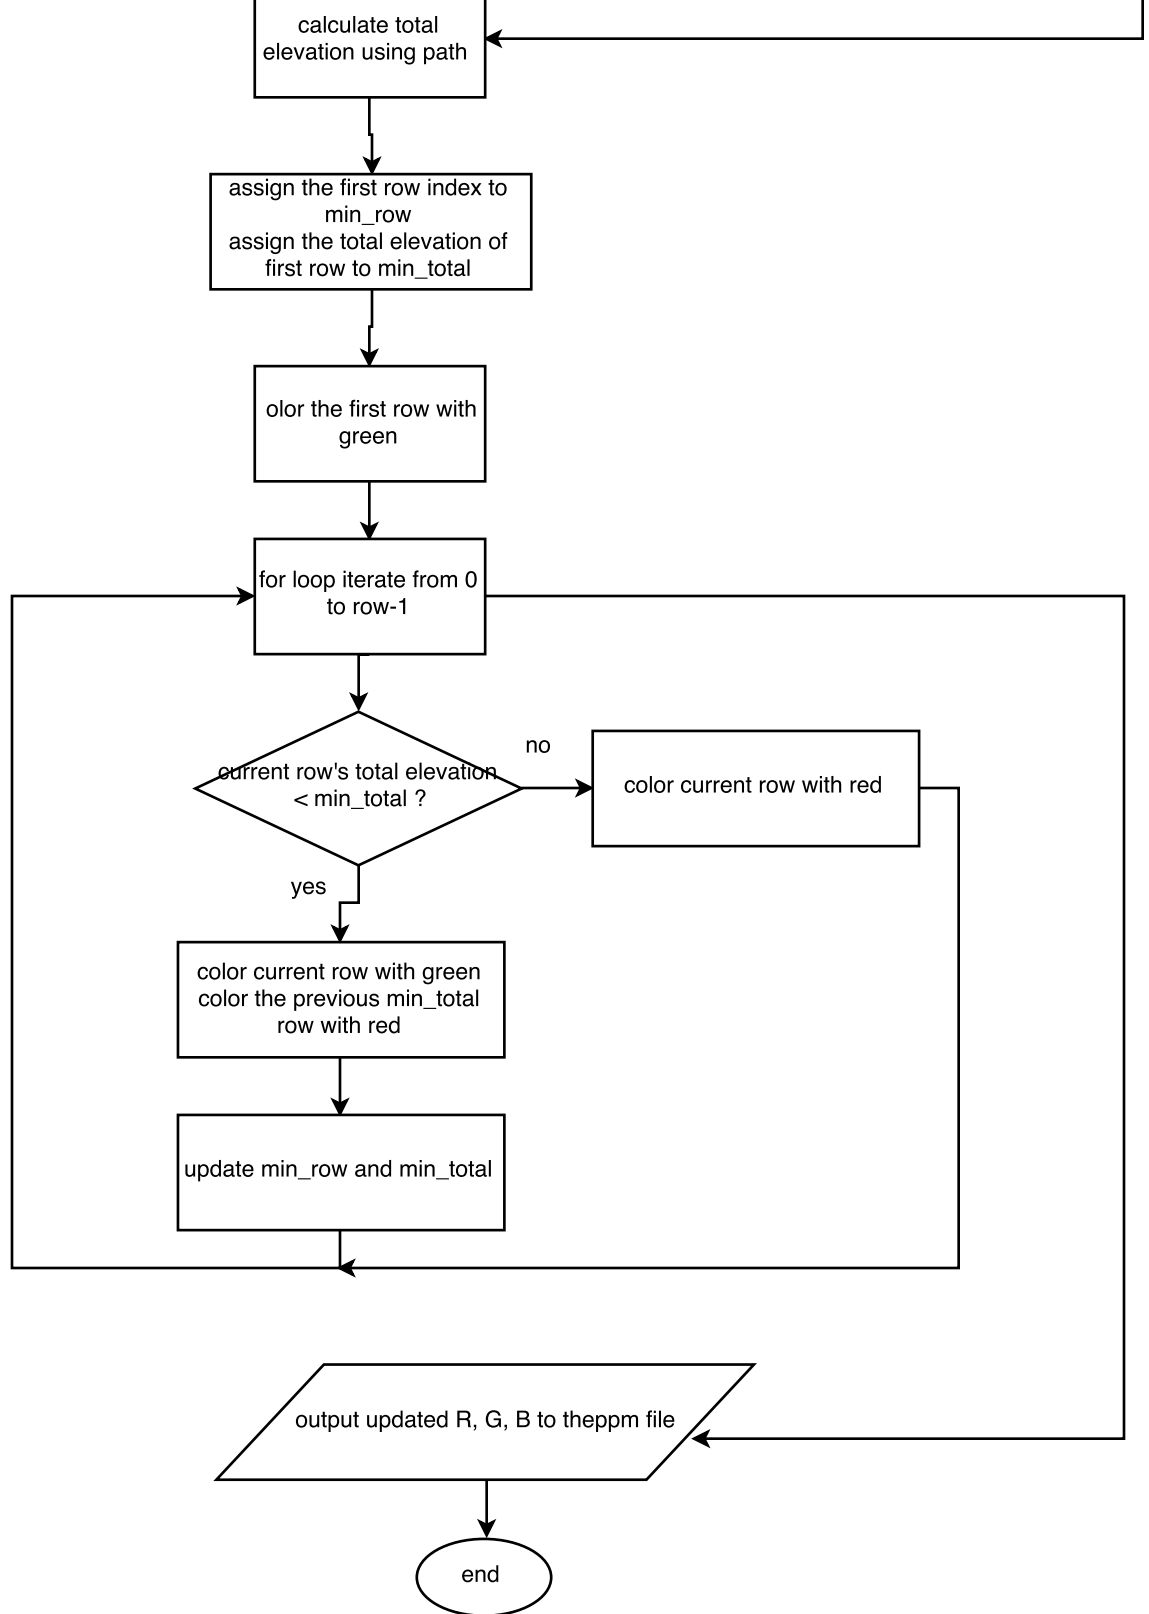 calculate total
elevation using path
assign the first row index to
min_row
assign the total elevation of
first row to min_total
olor the first row with
green
for loop iterate from 0
to row-1
current row's total elevation
< min_total ?
no
color current row with red
yes
color current row with green
color the previous min_total
row with red
update min_row and min_total
output updated R, G, B to theppm file
end